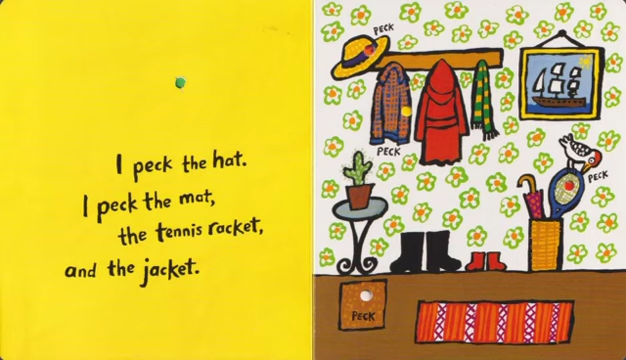 I peck the hat.
I peck the mat,
the tennis racket,
and the jacket.
PECK
PECK
PECK
PECK